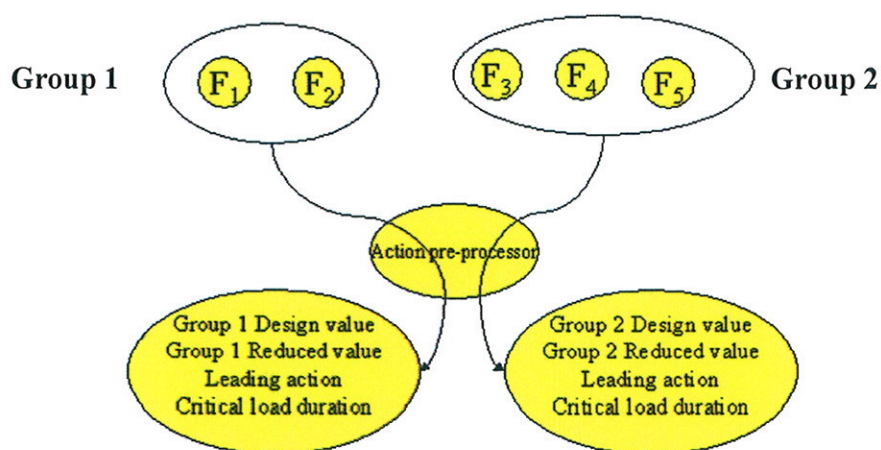 Group 1
F1
F2
F3
F4
F5
Group 2
Action pre-processor
Group 1 Design value
Group 1 Reduced value
Leading action
Critical load duration
Group 2 Design value
Group 2 Reduced value
Leading action
Critical load duration